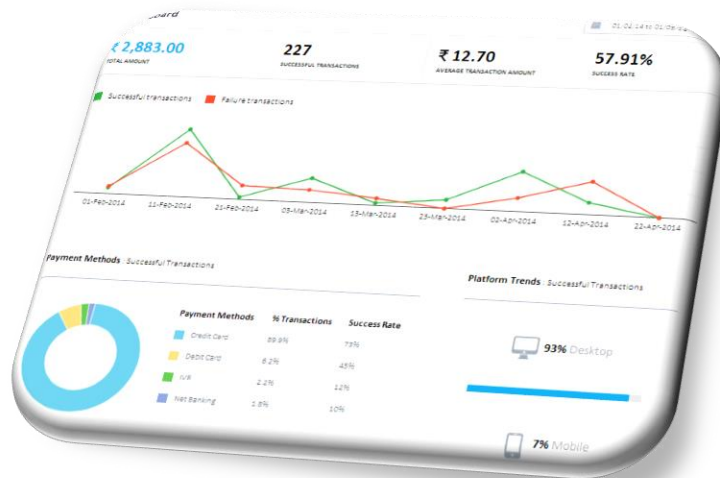 ₹ 2,883.00
TOTAL AMOUNT
227
SUCCESSFUL TRANSACTIONS
₹ 12.70
AVERAGE TRANSACTION AMOUNT
57.91%
SUCCESS RATE
Successful transactions
Failure transactions
01-Feb-2014
11-Feb-2014
21-Feb-2014
03-Mar-2014
13-Mar-2014
23-Mar-2014
02-Apr-2014
12-Apr-2014
22-Apr-2014
Payment Methods Successful Transactions
Platform Trends Successful Transactions
Payment Methods % Transactions Success Rate
Credit Card 89.9%
Debit Card 6.2%
IVR 2.2% 12%
Net Banking 1.8% 10%
93% Desktop
7% Mobile